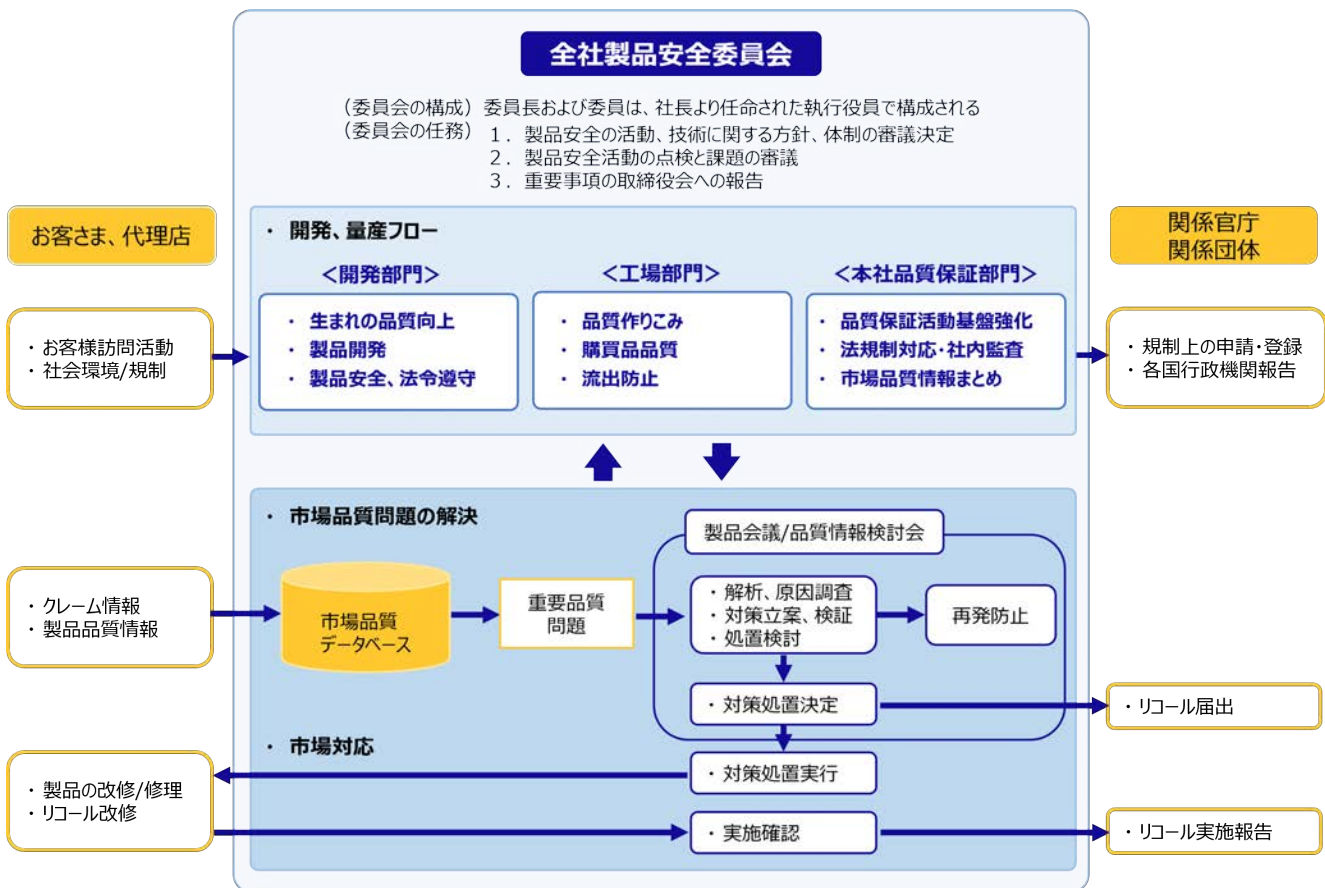 全社製品安全委員会
（委員会の構成） 委員長および委員は、社長より任命された執行役員で構成される
（委員会の任務） 1． 製品安全の活動、技術に関する方針、体制の審議決定
2． 製品安全活動の点検と課題の審議
3． 重要事項の取締役会への報告
お客さま、代理店
関係官庁
関係団体
・ 開発、量産フロー
＜開発部門＞
・ 生まれの品質向上
・ 製品開発
・ 製品安全、法令遵守
＜工場部門＞
・ 品質作りこみ
・ 購買品品質
・ 流出防止
＜本社品質保証部門＞
・ 品質保証活動基盤強化
・ 法規制対応・社内監査
・ 市場品質情報まとめ
・お客様訪問活動
・社会環境/規制
・規制上の申請・登録
・各国行政機関報告
・ 市場品質問題の解決
製品会議/品質情報検討会
・クレーム情報
・製品品質情報
市場品質
データベース
重要品質
問題
・解析、原因調査
・対策立案、検証
・処置検討
再発防止
・対策処置決定
・リコール届出
・ 市場対応
・対策処置実行
・製品の改修/修理
・リコール改修
・実施確認
・リコール実施報告